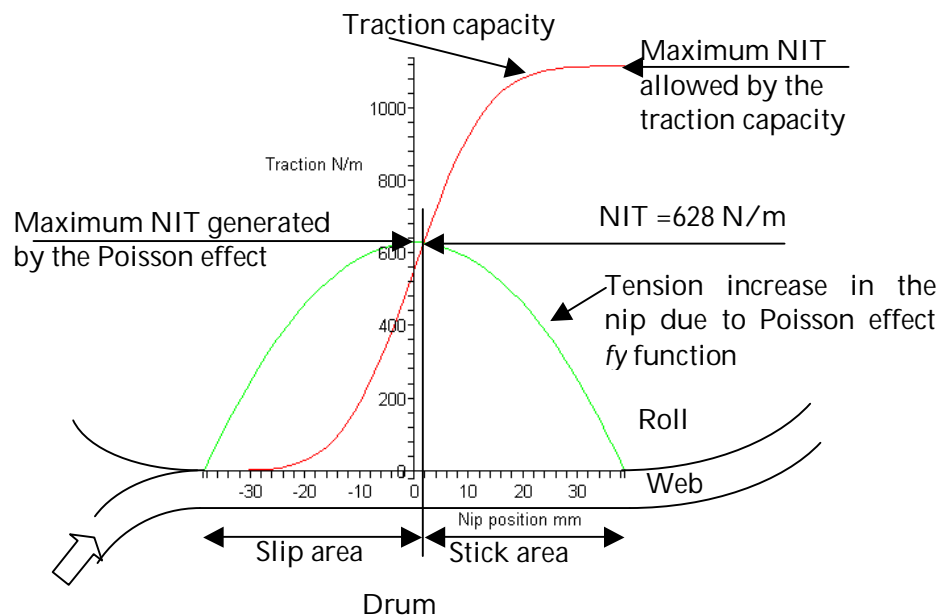 Traction capacity
Maximum NIT
allowed by the
traction capacity
1000
Traction N/m
800
Maximum NIT generated
by the Poisson effect
NIT =628 N/m
600
Tension increase in the
nip due to Poisson effect
fy function
400
200
Roll
0
Web
-30 -20 -10 0 10 20 30
Nip position mm
Slip area Stick area
Drum